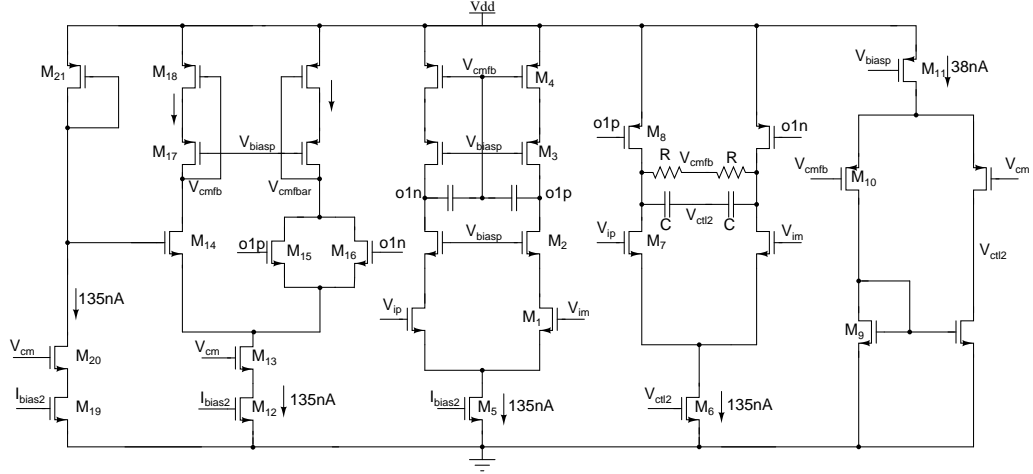 Vdd
M21
M18
Vcmfb
M4
Vbiasp
M11
38nA
o1p
M8
o1n
M17
Vbiasp
Vbiasp
M3
R
Vcmfb
R
Vcmfb
M10
Vcm
Vcmfb
Vcmfbar
o1n
o1p
C
Vctl2
C
M14
o1p
M15
M16
o1n
Vbiasp
M2
Vip
M7
Vim
Vctl2
135nA
Vip
M1
Vim
M9
Vcm
M20
Vcm
M13
Ibias2
M19
Ibias2
M12
135nA
Ibias2
M5
135nA
Vctl2
M6
135nA